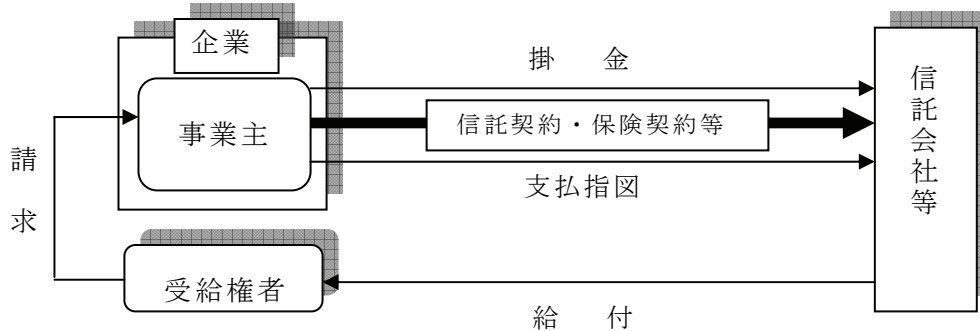 企業
掛　金
事業主
信託契約・保険契約等
支払指図
信託会社等
請求
受給権者
給　付